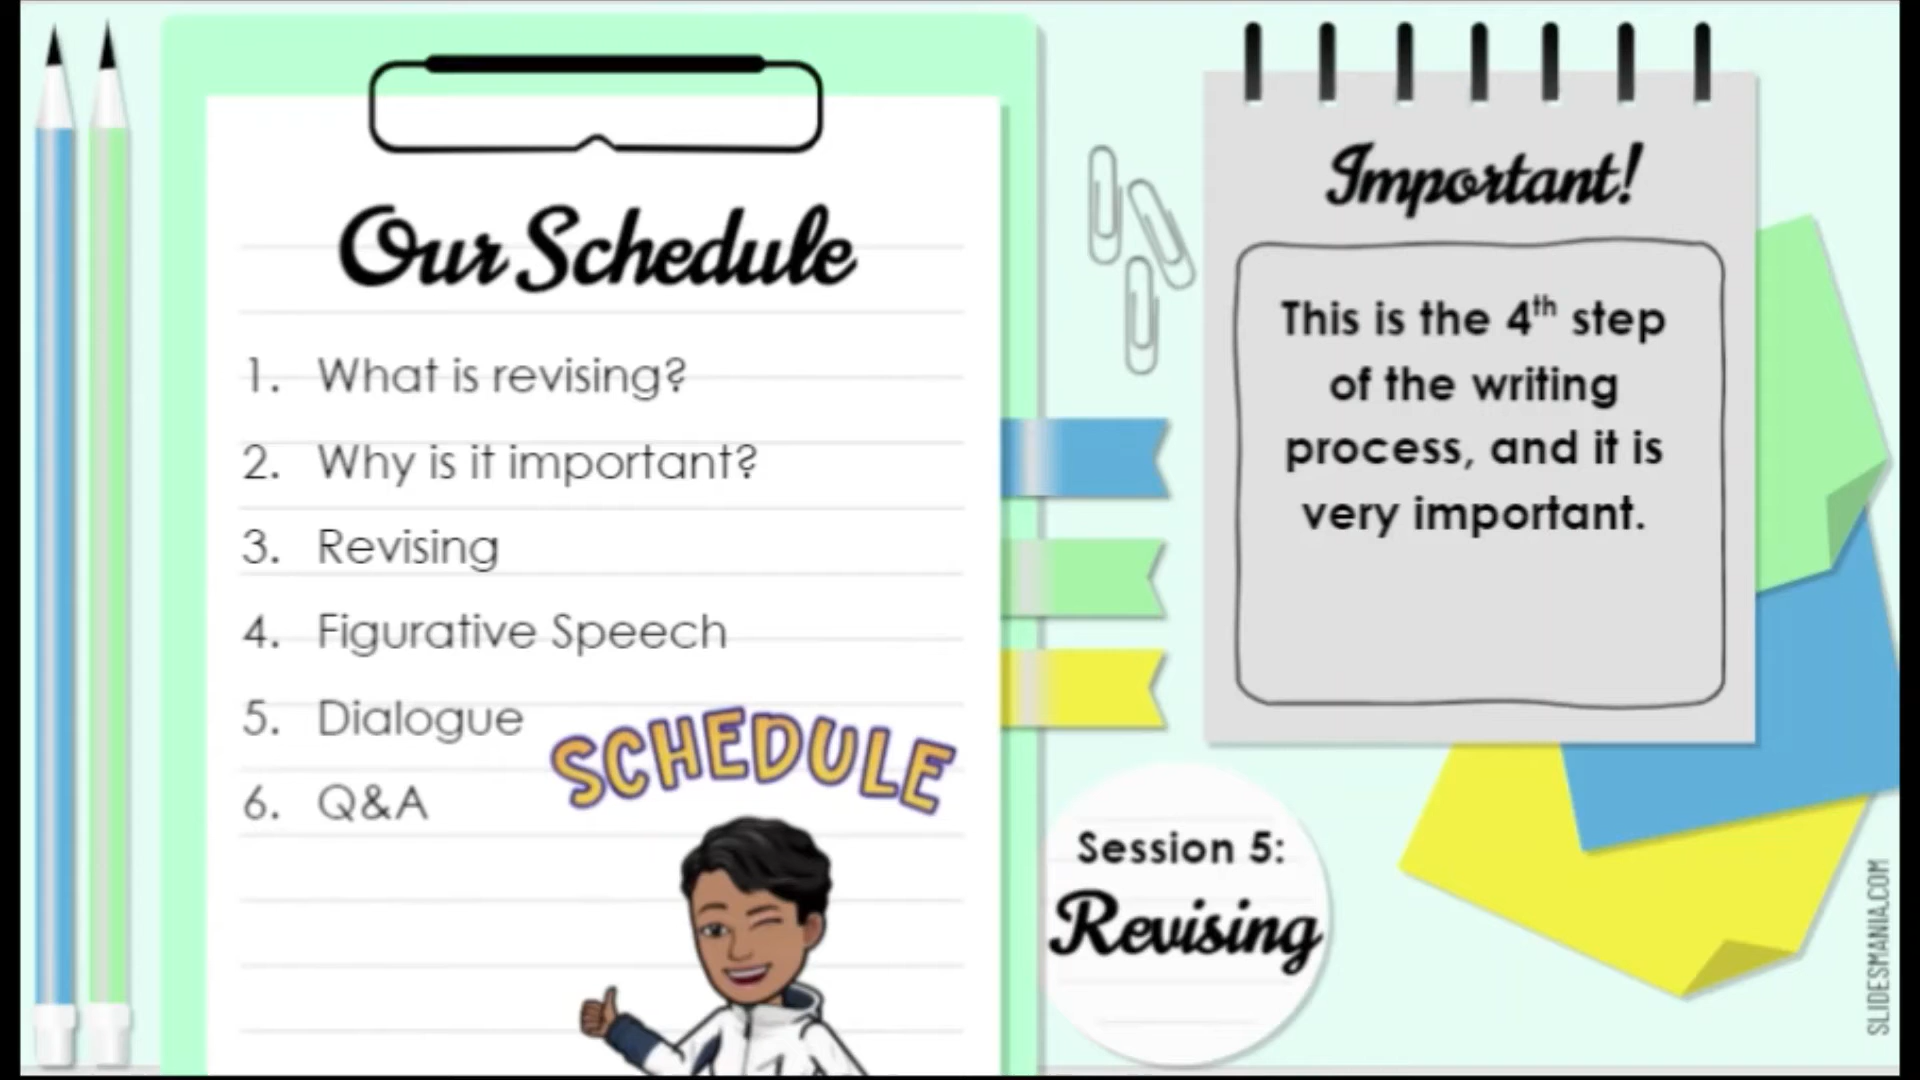 Our Schedule
1. What is revising?
2. Why is it important?
3. Revising
4. Figurative Speech
5. Dialogue
6. Q&A
SCHEDULE
Important!
This is the 4th step
of the writing
process, and it is
very important.
Session 5:
Revising
SLIDESMANIA.COM